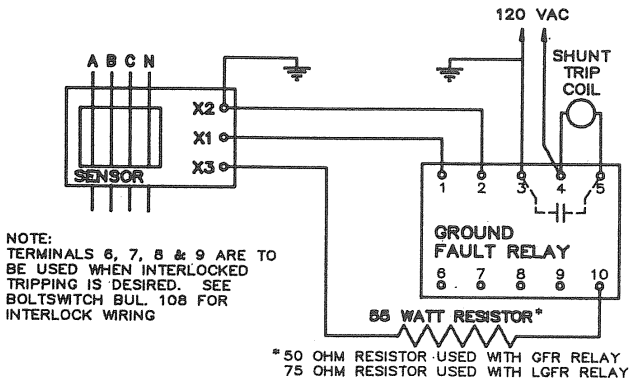 120 VAC
SHUNT
TRIP
COIL
A B C N
X2
X1
X3
SENSOR
1 2 3 4 5
GROUND
FAULT RELAY
6 7 8 9 10
NOTE:
TERMINALS 6, 7, 8 & 9 ARE TO
BE USED WHEN INTERLOCKED
TRIPPING IS DESIRED. SEE
BOLTSWITCH BUL. 108 FOR
INTERLOCK WIRING
55 WATT RESISTOR*
*50 OHM RESISTOR USED WITH GFR RELAY
75 OHM RESISTOR USED WITH LGFR RELAY